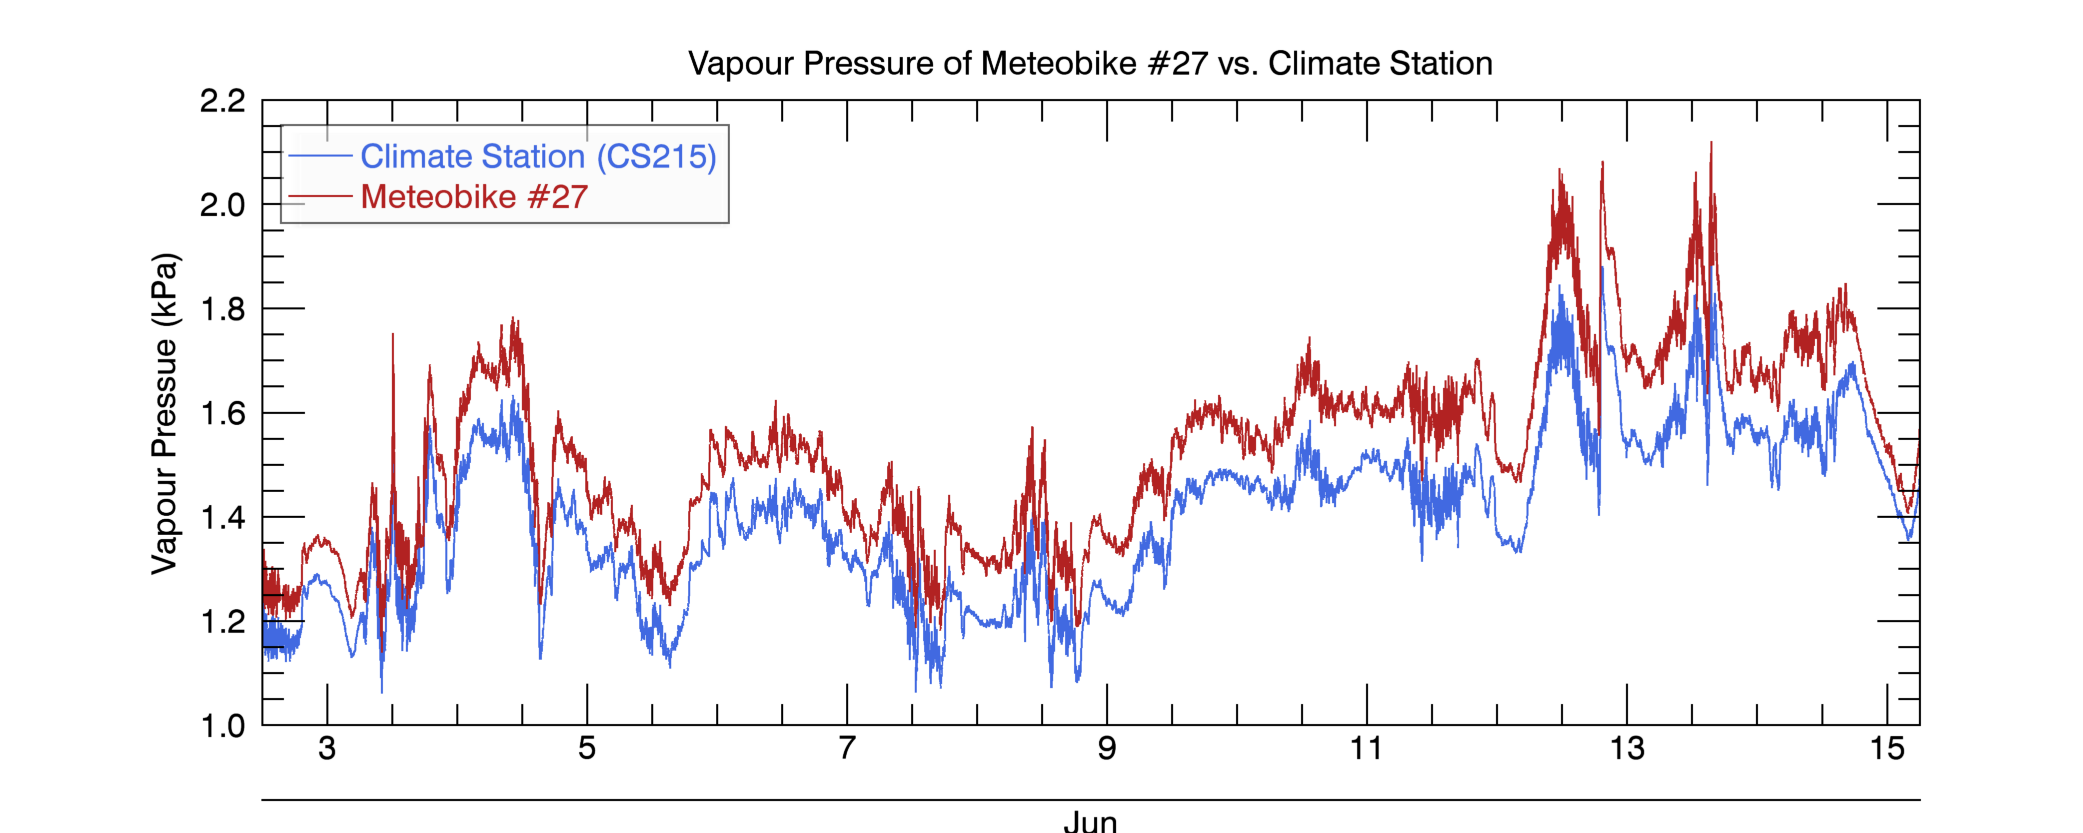 Vapour Pressure of Meteobike #27 vs. Climate Station
Vapour Pressue (kPa)
2.2
2.0
1.8
1.6
1.4
1.2
1.0
Climate Station (CS215)
Meteobike #27
3 5 7 9 11 13 15
Jun